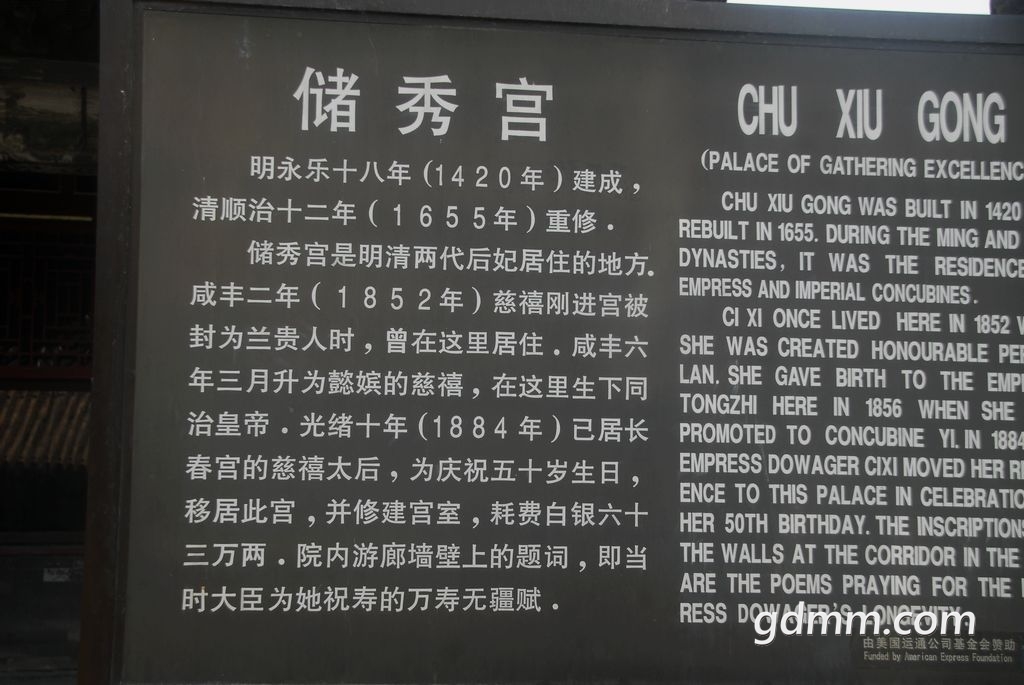 储秀宫
明永乐十八年(1420年)建成，
清顺治十二年(1655年)重修．
储秀宫是明清两代后妃居住的地方．
咸丰二年(1852年)慈禧刚进宫被
封为兰贵人时，曾在这里居住．咸丰六
年三月升为懿嫔的慈禧，在这里生下同
治皇帝．光绪十年(1884年)已居长
春宫的慈禧太后，为庆祝五十岁生日，
移居此宫，并修建宫室，耗费白银六十
三万两．院内游廊墙壁上的题词，即当
时大臣为她祝寿的万寿无疆赋．
CHU XIU GONG
(PALACE OF GATHERING EXCELLENC
CHU XIU GONG WAS BUILT IN 1420
REBUILT IN 1655. DURING THE MING AND
DYNASTIES, IT WAS THE RESIDENCE
EMPRESS AND IMPERIAL CONCUBINES.
CI XI ONCE LIVED HERE IN 1852 W
SHE WAS CREATED HONOURABLE PE
LAN. SHE GAVE BIRTH TO THE EMP
TONGZHI HERE IN 1856 WHEN SHE
PROMOTED TO CONCUBINE YI. IN 1884
EMPRESS DOWAGER CIXI MOVED HER R
ENCE TO THIS PALACE IN CELEBRATIO
HER 50TH BIRTHDAY. THE INSCRIPTION
THE WALLS AT THE CORRIDOR IN THE
ARE THE POEMS PRAYING FOR THE
RESS DOWAGER'S LONGEVITY.
gdmm.com
由美国运通公司基金会赞助
Funded by American Express Foundation